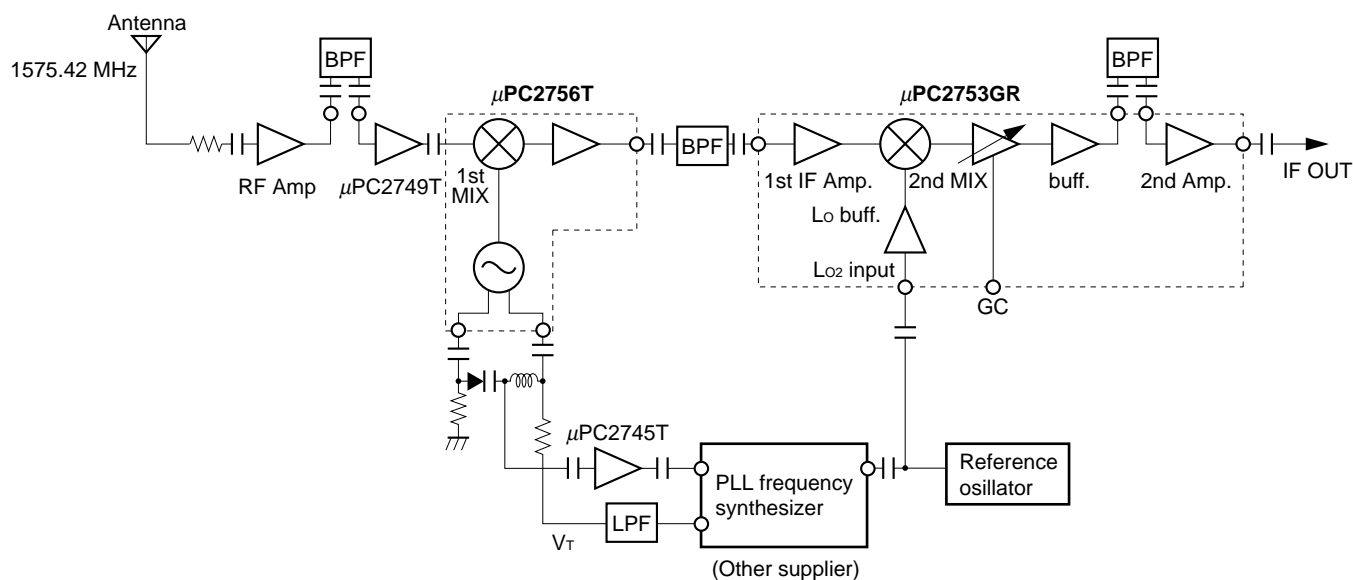 Antenna
1575.42 MHz
BPF
BPF
μPC2756T
μPC2753GR
BPF
RF Amp
μPC2749T
1st
MIX
1st IF Amp.
2nd MIX
buff.
2nd Amp.
IF OUT
LO buff.
LO2 input
GC
μPC2745T
PLL frequency
synthesizer
Reference
osillator
LPF
VT
(Other supplier)